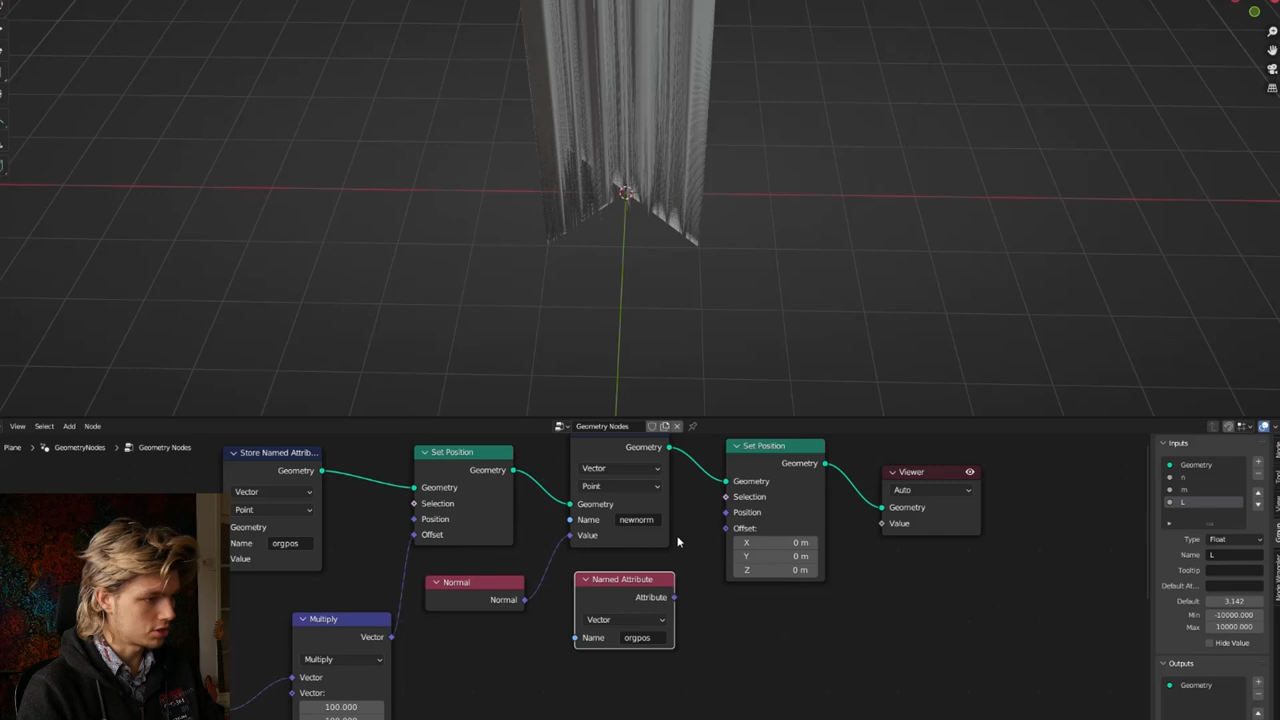 View Select Add Node
Geometry Nodes
Plane > GeometryNodes > Geometry Nodes
Store Named Attrib...
Geometry
Vector
Point
Geometry
Name orgpos
Value
Set Position
Geometry
Geometry
Selection
Position
Offset
Geometry
Vector
Point
Geometry
Name newnorm
Value
Set Position
Geometry
Geometry
Selection
Position
Offset:
X 0 m
Y 0 m
Z 0 m
Viewer
Auto
Geometry
Value
Normal
Normal
Named Attribute
Attribute
Vector
Name orgpos
Multiply
Vector
Multiply
Vector
Vector:
100.000
Inputs
Geometry
n
m
L
Type Float
Name L
Tooltip
Default At...
Default 3.142
Min -10000.000
Max 10000.000
Hide Value
Outputs
Geometry